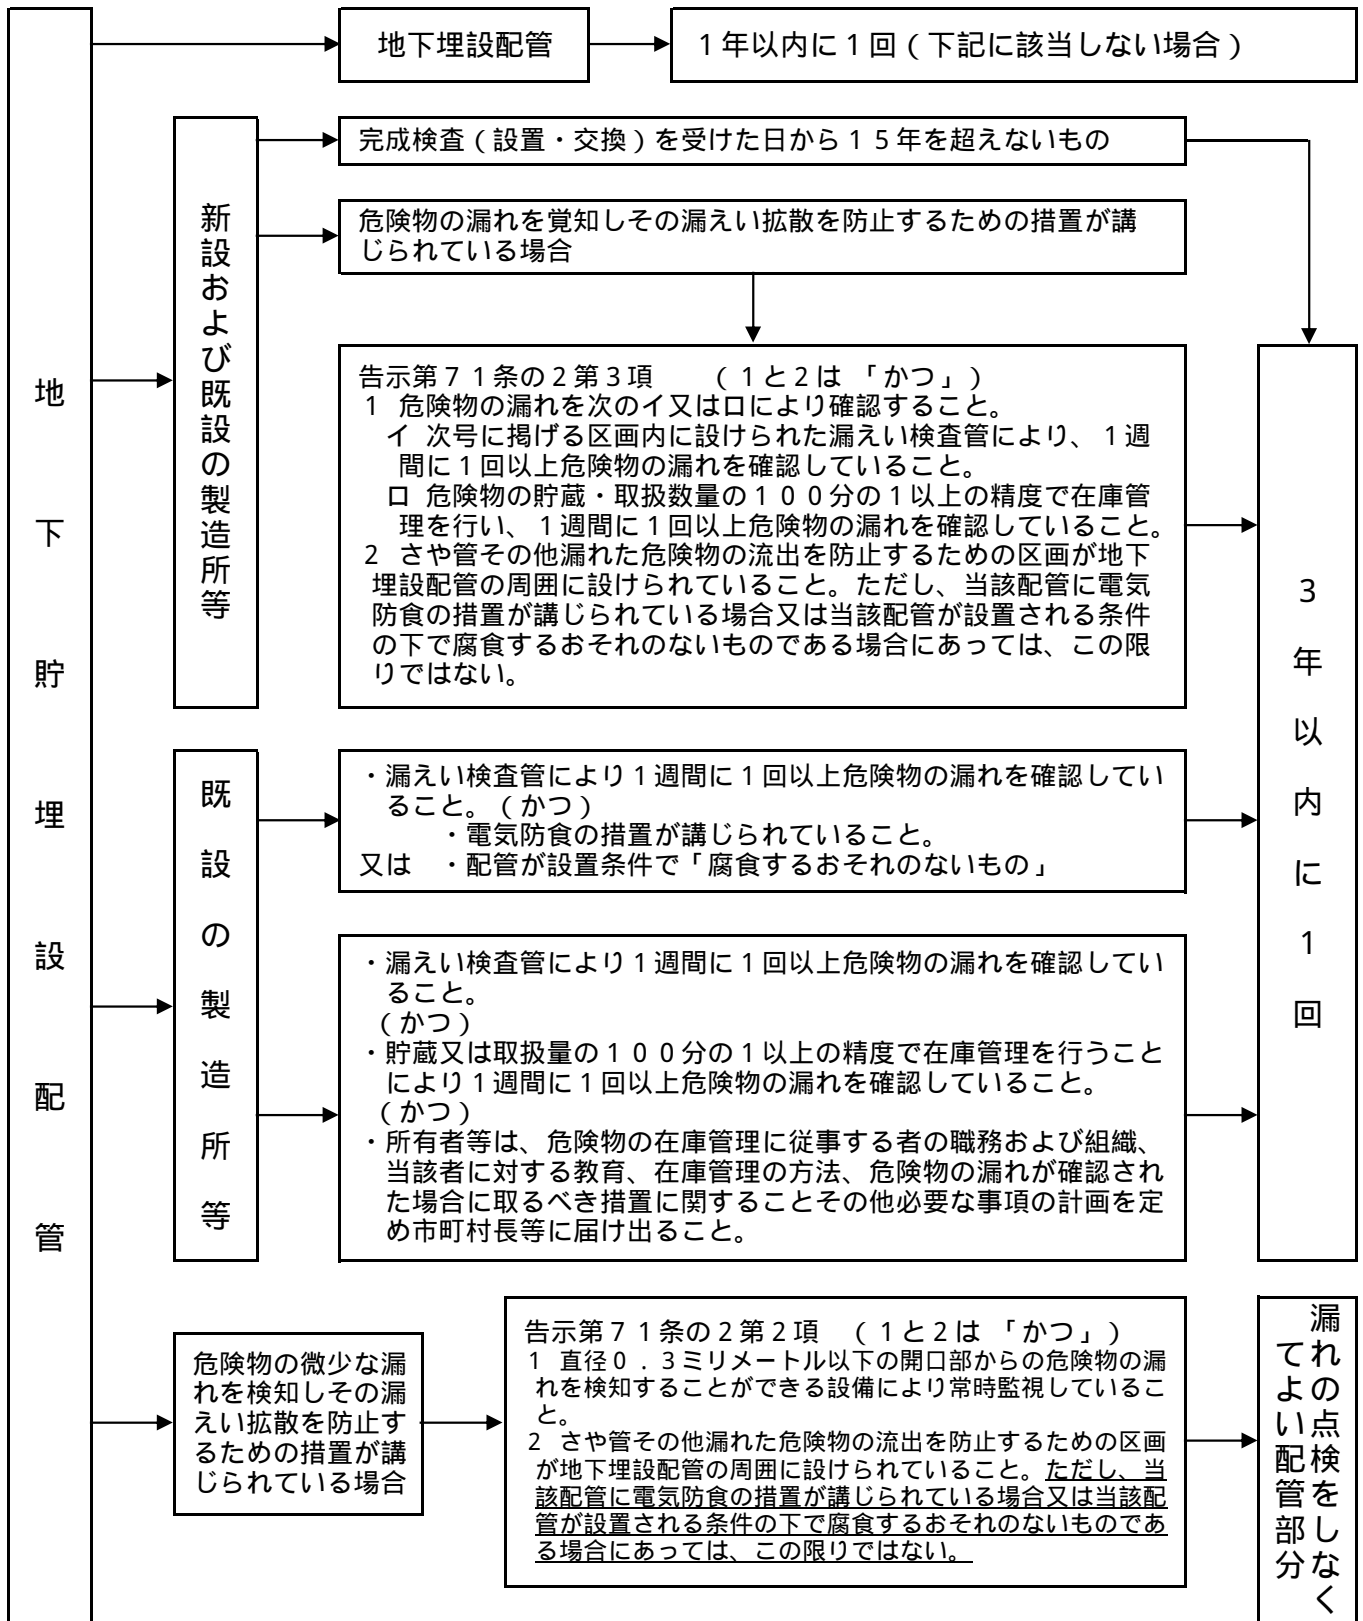 地下貯埋設配管
地下埋設配管
１年以内に１回（下記に該当しない場合）
新設および既設の製造所等
完成検査（設置・交換）を受けた日から１５年を超えないもの
危険物の漏れを覚知しその漏えい拡散を防止するための措置が講
じられている場合
告示第７１条の２第３項　　（１と２は 「かつ」）
１ 危険物の漏れを次のイ又はロにより確認すること。
イ 次号に掲げる区画内に設けられた漏えい検査管により、１週
間に１回以上危険物の漏れを確認していること。
ロ 危険物の貯蔵・取扱数量の１００分の１以上の精度で在庫管
理を行い、１週間に１回以上危険物の漏れを確認していること。
２ さや管その他漏れた危険物の流出を防止するための区画が地下
埋設配管の周囲に設けられていること。ただし、当該配管に電気
防食の措置が講じられている場合又は当該配管が設置される条件
の下で腐食するおそれのないものである場合にあっては、この限
りではない。
３年以内に１回
既設の製造所等
・漏えい検査管により１週間に１回以上危険物の漏れを確認してい
ること。（かつ）
・電気防食の措置が講じられていること。
又は　・配管が設置条件で「腐食するおそれのないもの」
・漏えい検査管により１週間に１回以上危険物の漏れを確認してい
ること。
（かつ）
・貯蔵又は取扱量の１００分の１以上の精度で在庫管理を行うこと
により１週間に１回以上危険物の漏れを確認していること。
（かつ）
・所有者等は、危険物の在庫管理に従事する者の職務および組織、
当該者に対する教育、在庫管理の方法、危険物の漏れが確認され
た場合に取るべき措置に関することその他必要な事項の計画を定
め市町村長等に届け出ること。
危険物の微少な漏
れを検知しその漏
えい拡散を防止す
るための措置が講
じられている場合
告示第７１条の２第２項　（１と２は 「かつ」）
１ 直径０．３ミリメートル以下の開口部からの危険物の漏
れを検知することができる設備により常時監視しているこ
と。
２ さや管その他漏れた危険物の流出を防止するための区画
が地下埋設配管の周囲に設けられていること。ただし、当
該配管に電気防食の措置が講じられている場合又は当該配
管が設置される条件の下で腐食するおそれのないものであ
る場合にあっては、この限りではない。
漏れの点検をしなく
てよい配管部分